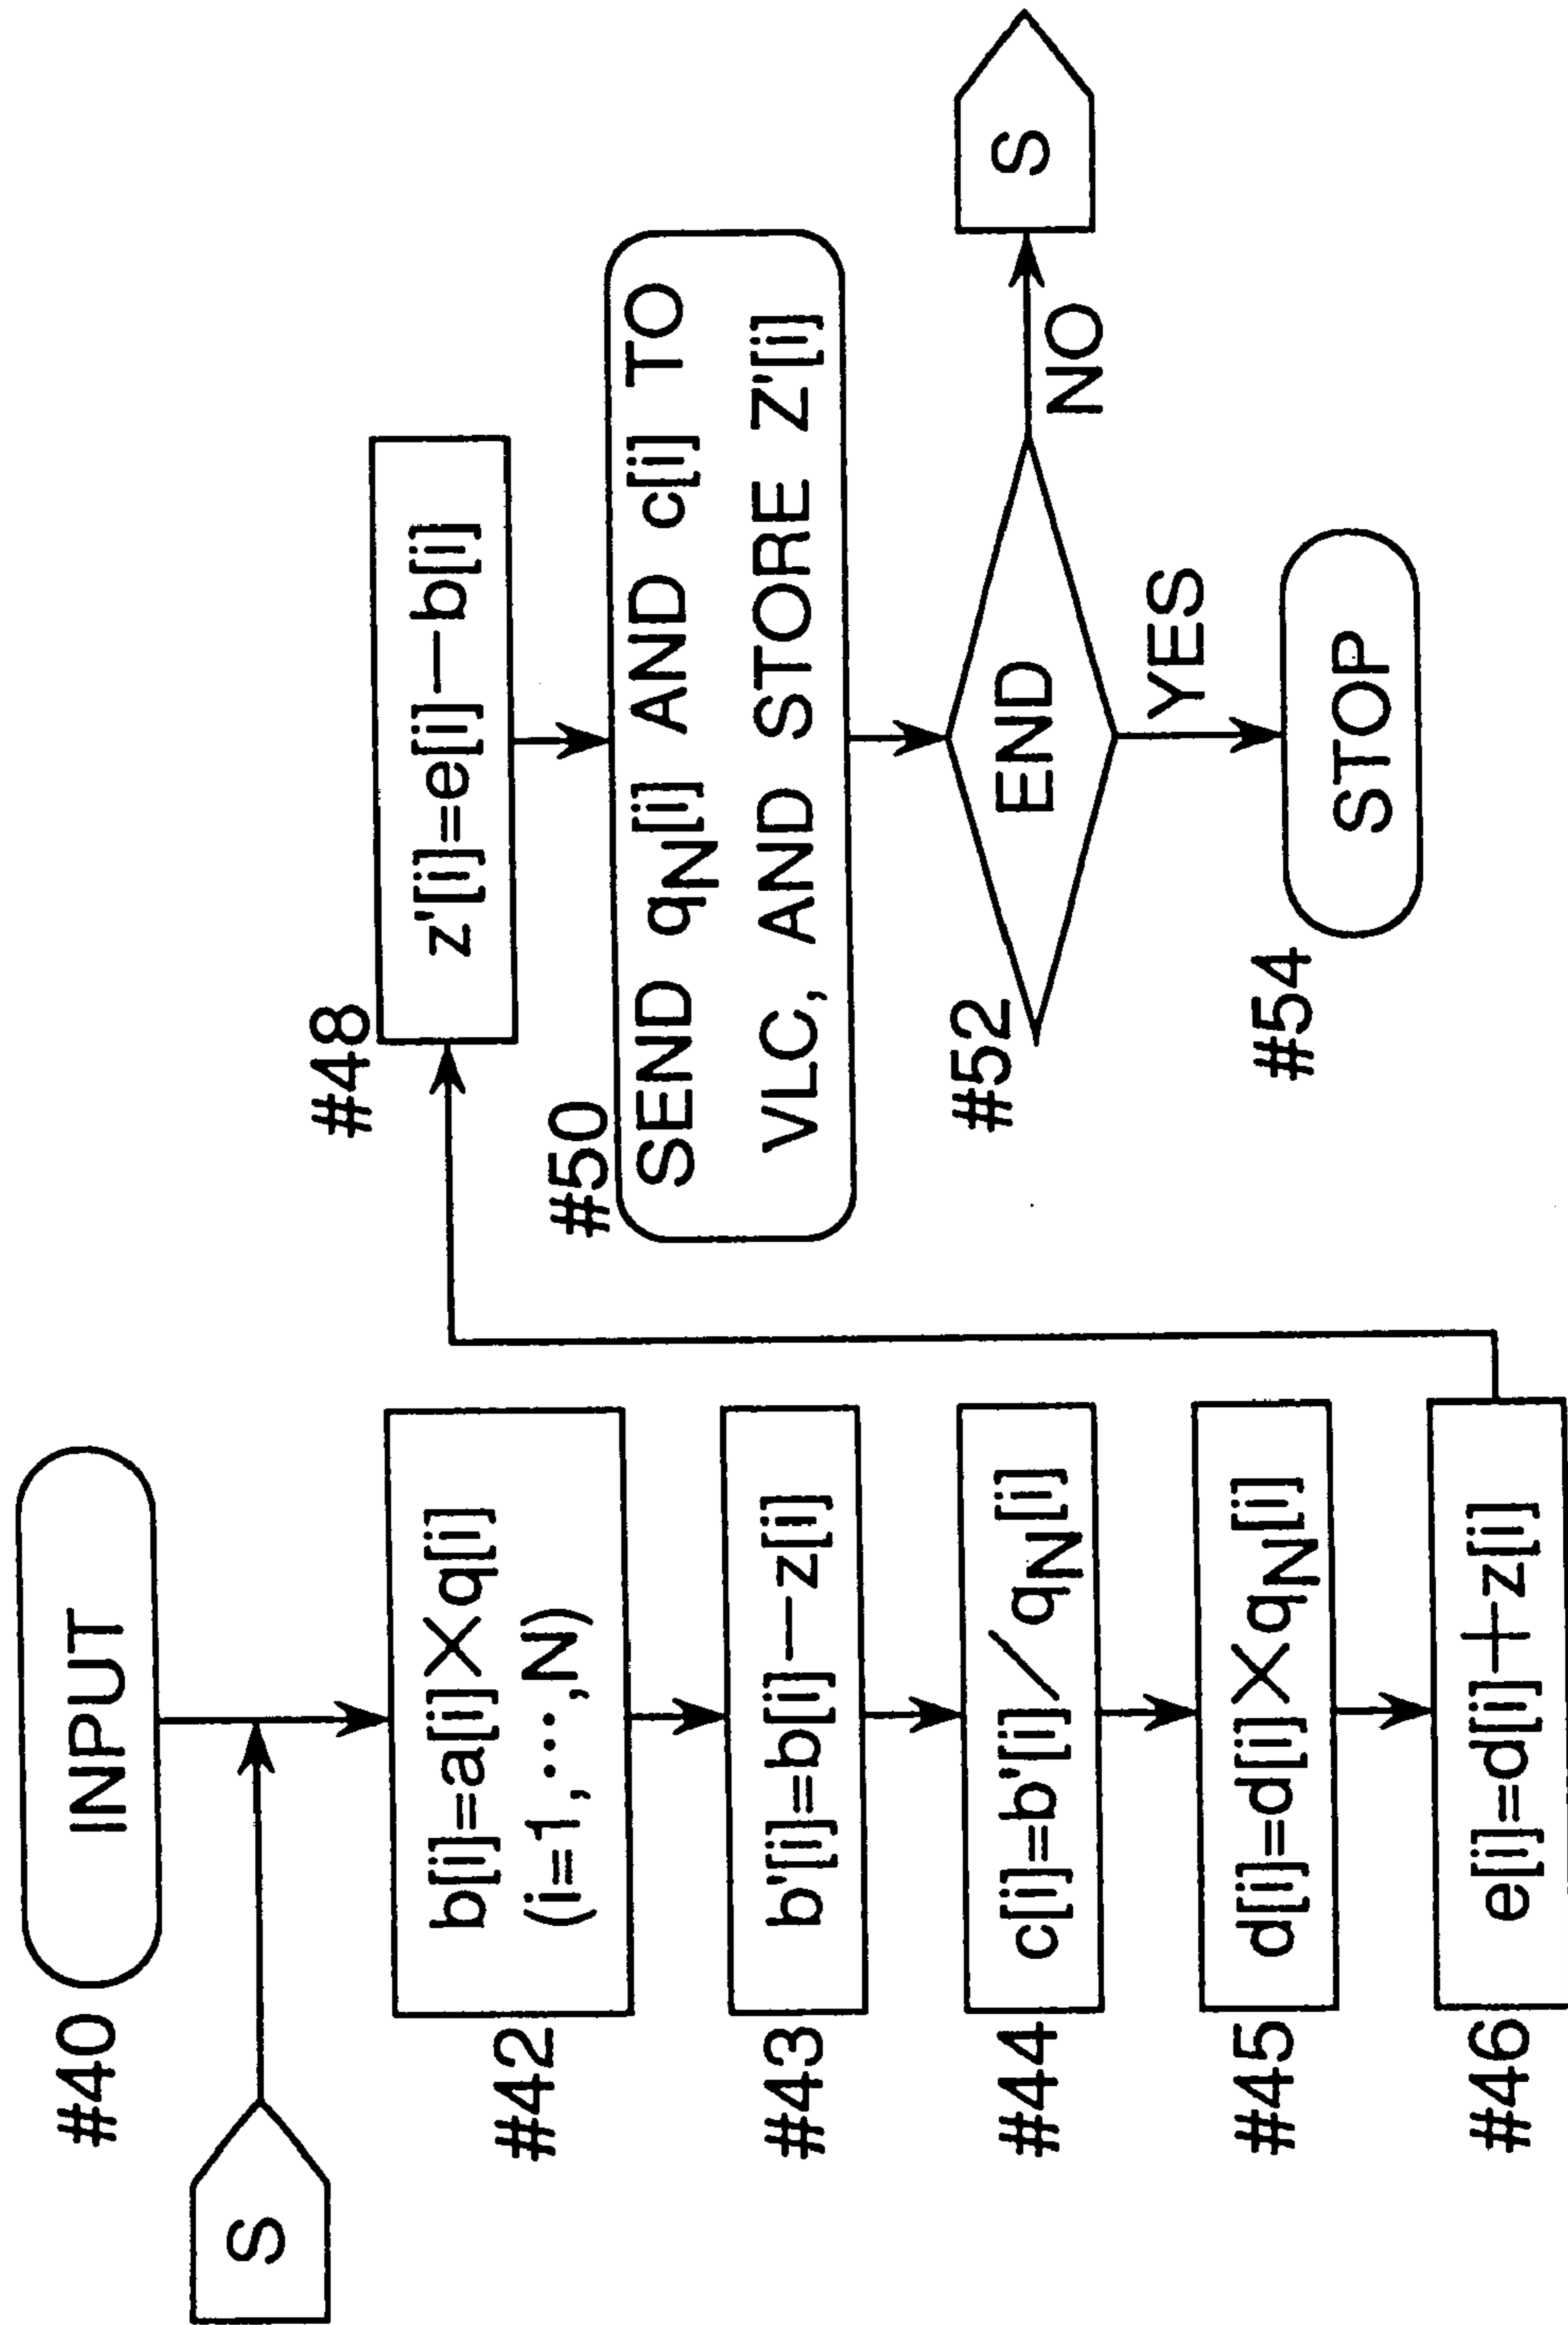 #40
INPUT
S
#42
b[i]=a[i]×q[i]
(i=1, ... ,N)
#43
b'[i]=b[i]—z[i]
#44
c[i]=b'[i]/qN[i]
#45
d[i]=d[i]×qN[i]
#46
e[i]=d[i]+z[i]
#48
z'[i]=e[i]—b[i]
#50
SEND qN[i] AND c[i] TO
VLC, AND STORE Z'[i]
#52
END
NO
S
YES
#54
STOP